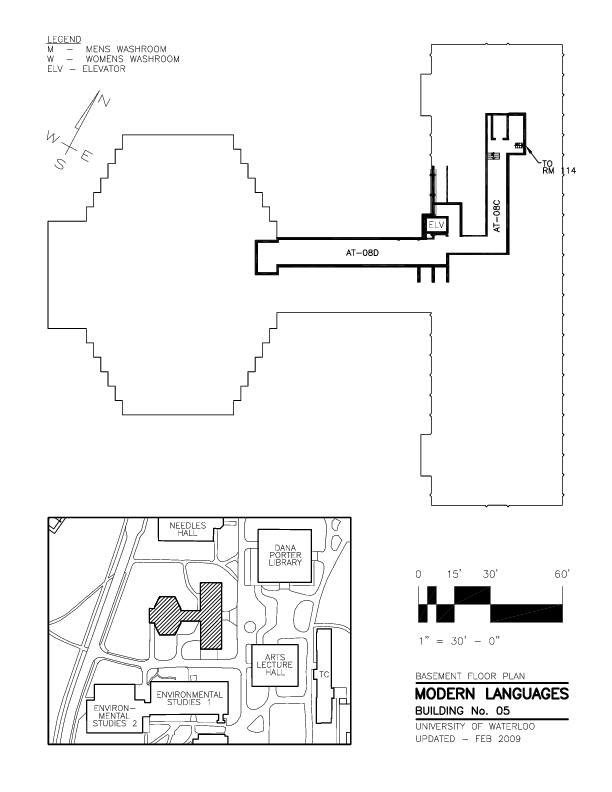 LEGEND
M – MENS WASHROOM
W – WOMENS WASHROOM
ELV – ELEVATOR
N
W
E
S
TO
RM 114
AT-08C
ELV
AT-08D
NEEDLES
HALL
DANA
PORTER
LIBRARY
ARTS
LECTURE
HALL
TC
ENVIRONMENTAL
STUDIES 1
ENVIRON-
MENTAL
STUDIES 2
0 15' 30' 60'
1" = 30' - 0"
BASEMENT FLOOR PLAN
MODERN LANGUAGES
BUILDING No. 05
UNIVERSITY OF WATERLOO
UPDATED – FEB 2009